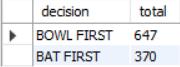 decision total
BOWL FIRST 647
BAT FIRST 370